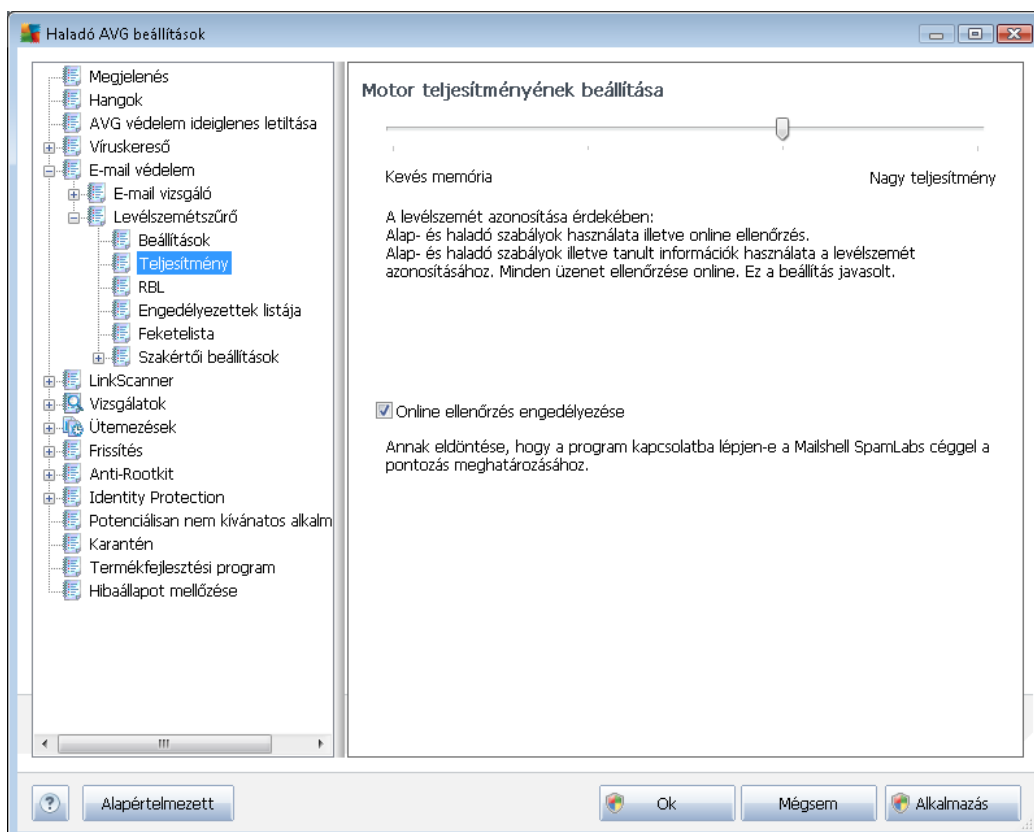 Haladó AVG beállítások
Megjelenés
Hangok
AVG védelem ideiglenes letiltása
Víruskereső
E-mail védelem
E-mail vizsgáló
Levélszemétszűrő
Beállítások
Teljesítmény
RBL
Engedélyezettek listája
Feketelista
Szakértői beállítások
LinkScanner
Vizsgálatok
Ütemezések
Frissítés
Anti-Rootkit
Identity Protection
Potenciálisan nem kívánatos alkalm
Karantén
Termékfejlesztési program
Hibaállapot mellőzése
Motor teljesítményének beállítása
Kevés memória
Nagy teljesítmény
A levélszemét azonosítása érdekében:
Alap- és haladó szabályok használata illetve online ellenőrzés.
Alap- és haladó szabályok illetve tanult információk használata a levélszemét
azonosításához. Minden üzenet ellenőrzése online. Ez a beállítás javasolt.
Online ellenőrzés engedélyezése
Annak eldöntése, hogy a program kapcsolatba lépjen-e a Mailshell SpamLabs céggel a
pontozás meghatározásához.
?
Alapértelmezett
Ok
Mégsem
Alkalmazás